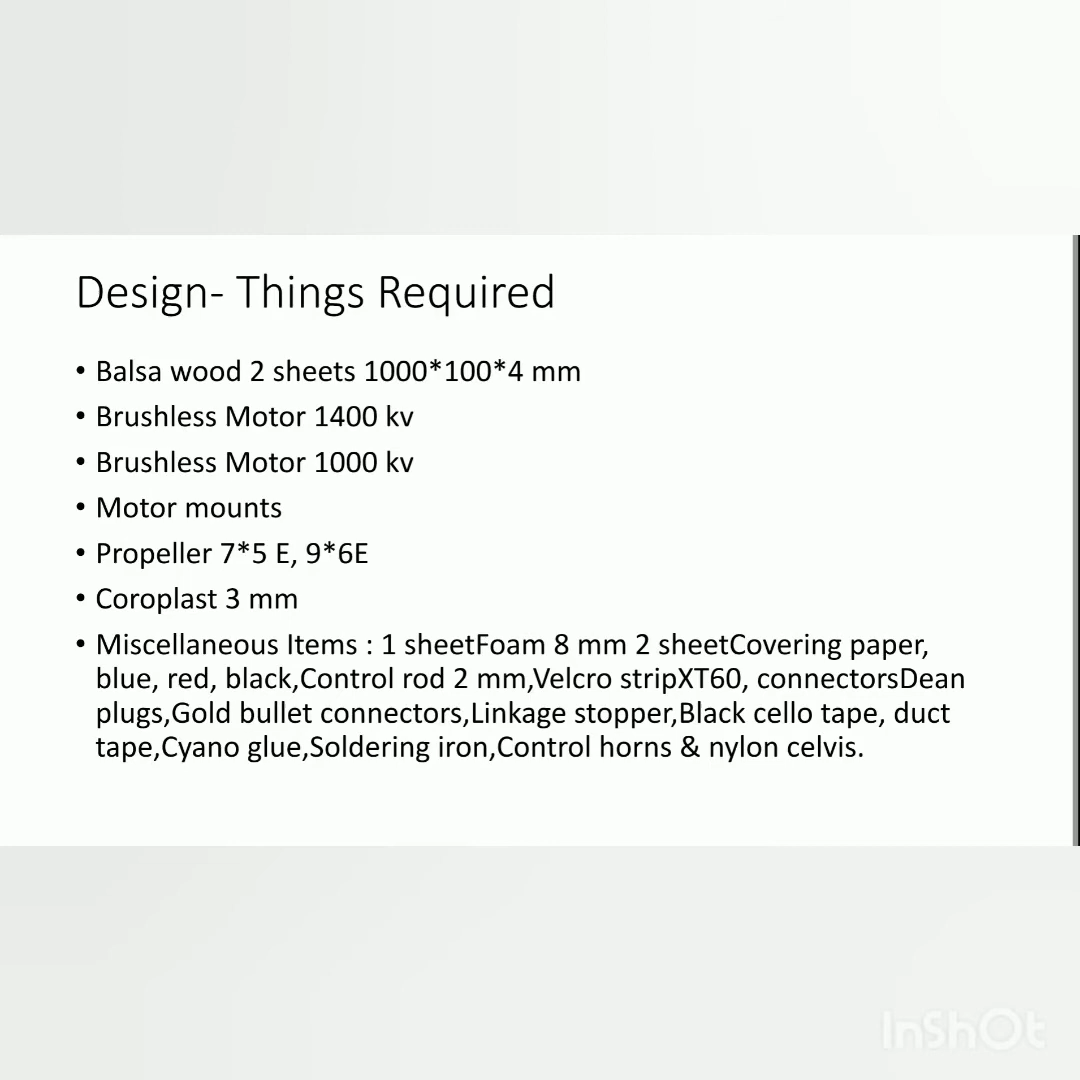 Design- Things Required
• Balsa wood 2 sheets 1000*100*4 mm
• Brushless Motor 1400 kv
• Brushless Motor 1000 kv
• Motor mounts
• Propeller 7*5 E, 9*6E
• Coroplast 3 mm
• Miscellaneous Items : 1 sheetFoam 8 mm 2 sheetCovering paper,
blue, red, black,Control rod 2 mm,Velcro stripXT60, connectorsDean
plugs,Gold bullet connectors,Linkage stopper,Black cello tape, duct
tape,Cyano glue,Soldering iron,Control horns & nylon celvis.
InShOt